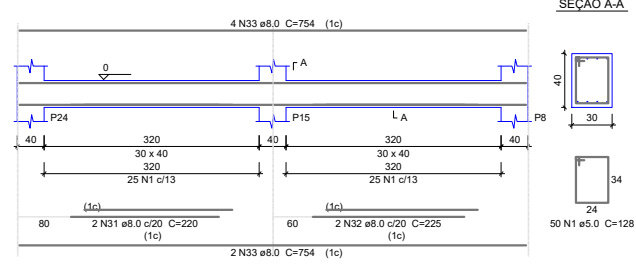 SEÇÃO A-A
4 N33 ø8.0 C=754 (1c)
A
0
40
P24
P15
A
P8
30
40
320
40
320
40
30 x 40
30 x 40
320
320
25 N1 c/13
25 N1 c/13
34
24
50 N1 ø5.0 C=128
(1c)
(1c)
80
2 N31 ø8.0 c/20 C=220
60
2 N32 ø8.0 c/20 C=225
(1c)
(1c)
2 N33 ø8.0 C=754 (1c)